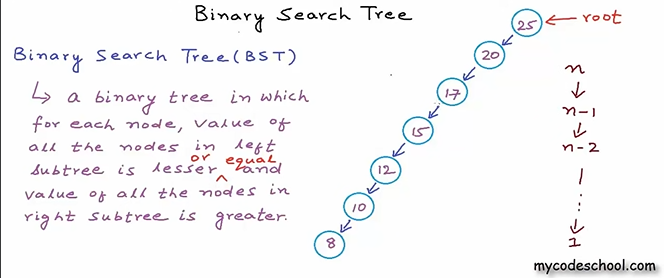 Binary Search Tree
Binary Search Tree (BST)
↳ a binary tree in which
for each node, value of
all the nodes in left
or equal
subtree is lesser ^ and
value of all the nodes in
right subtree is greater.
25 ← root
20
17
15
12
10
8
n
↓
n-1
↓
n-2
|
⋮
↓
1
mycodeschool.com